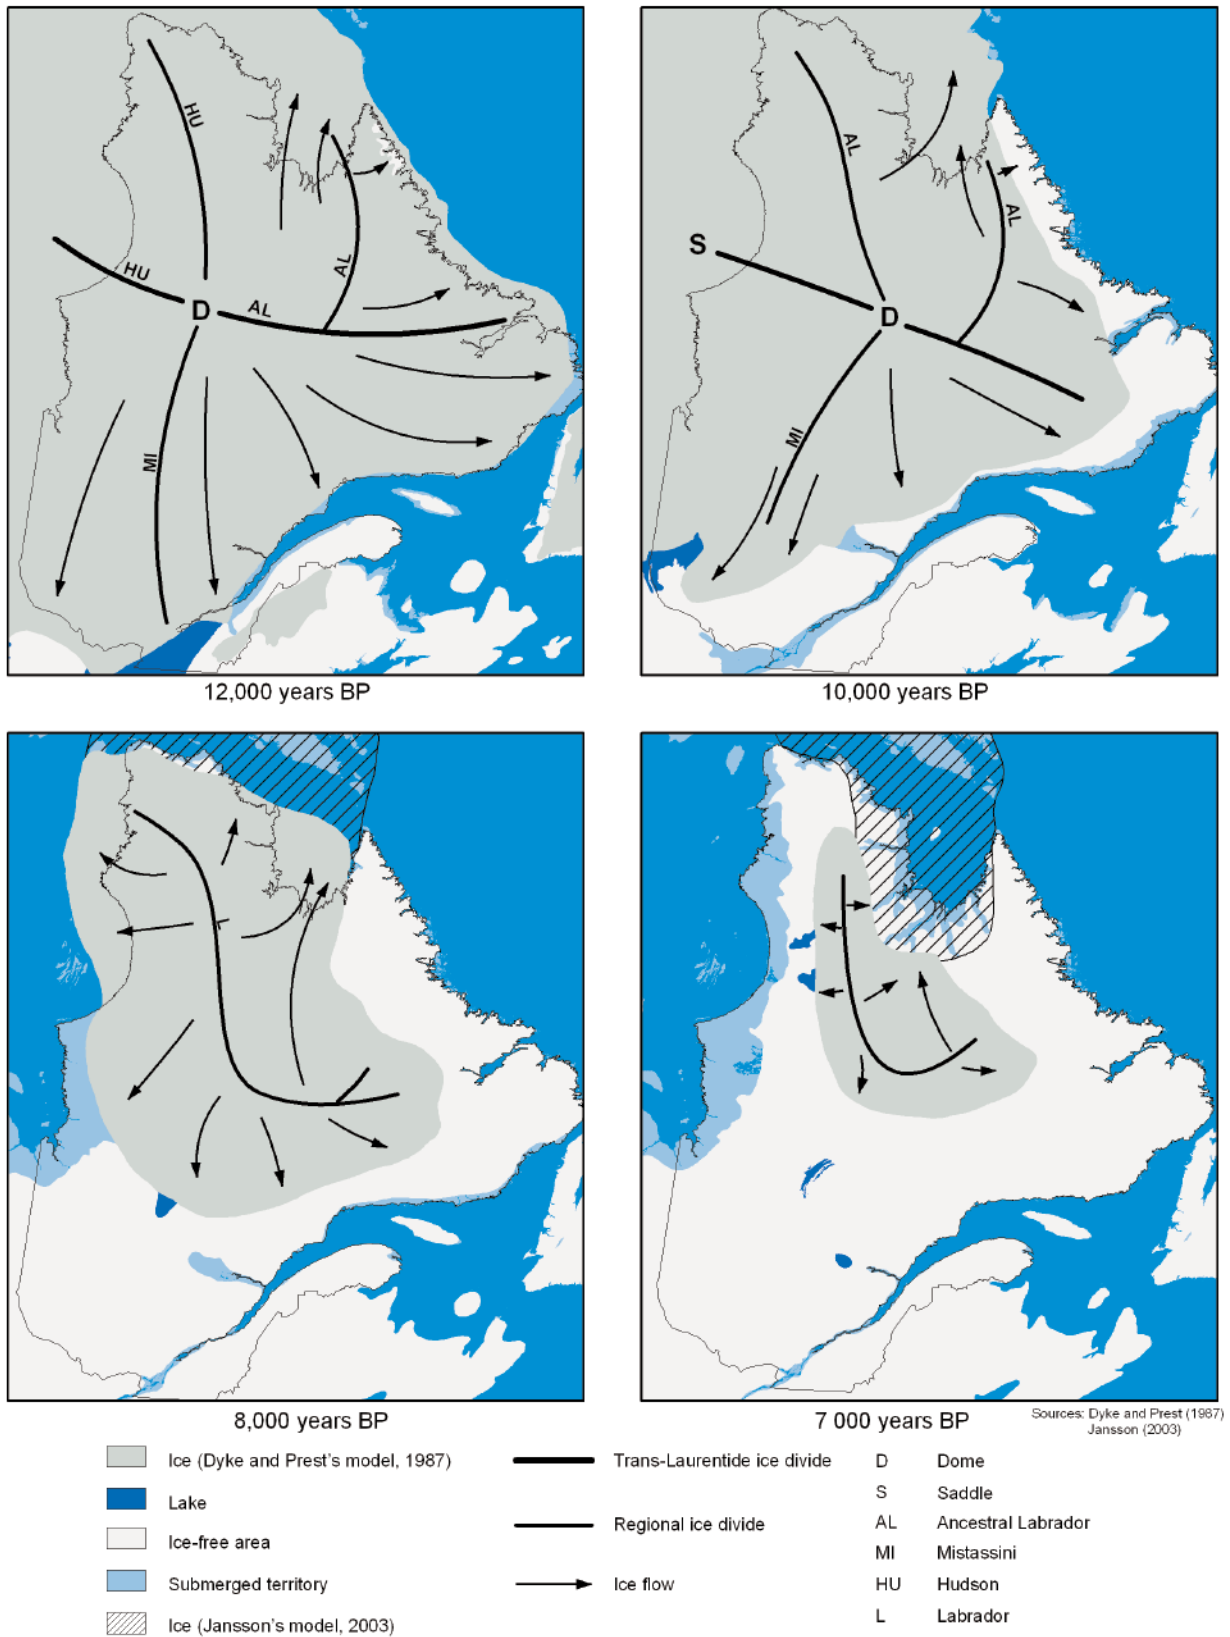 HU
HU
D
AL
AL
MI
12,000 years BP
AL
AL
S
D
MI
10,000 years BP
L
8,000 years BP
7 000 years BP
Sources: Dyke and Prest (1987)
Jansson (2003)
Ice (Dyke and Prest's model, 1987)
Lake
Ice-free area
Submerged territory
Ice (Jansson's model, 2003)
Trans-Laurentide ice divide
Regional ice divide
Ice flow
D Dome
S Saddle
AL Ancestral Labrador
MI Mistassini
HU Hudson
L Labrador